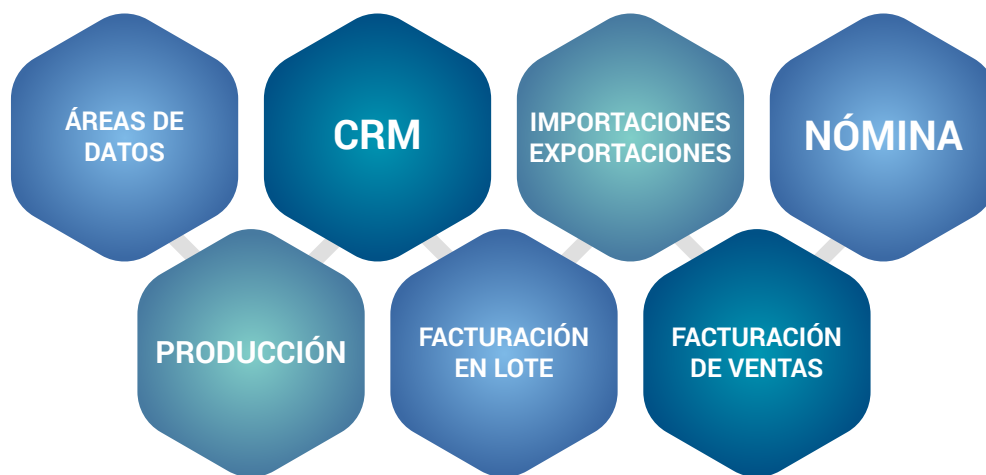 ÁREAS DE
DATOS
CRM
IMPORTACIONES
EXPORTACIONES
NÓMINA
PRODUCCIÓN
FACTURACIÓN
EN LOTE
FACTURACIÓN
DE VENTAS